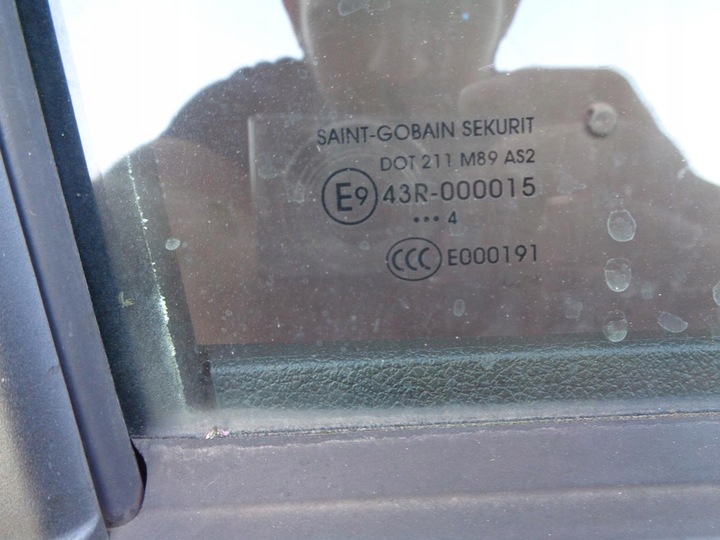 SAINT-GOBAIN SEKURIT
DOT 211 M89 AS2
E9 43R-000015
••• 4
CCC E000191